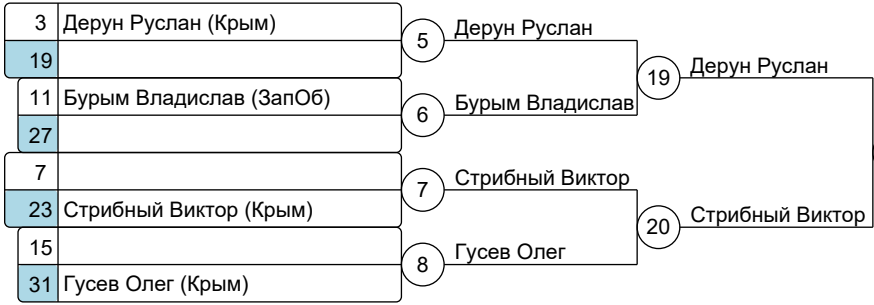 3 Дерун Руслан (Крым)
19
11 Бурым Владислав (ЗапОб)
27
7
23 Стрибный Виктор (Крым)
15
31 Гусев Олег (Крым)
5 Дерун Руслан
6 Бурым Владислав
7 Стрибный Виктор
8 Гусев Олег
19 Дерун Руслан
20 Стрибный Виктор